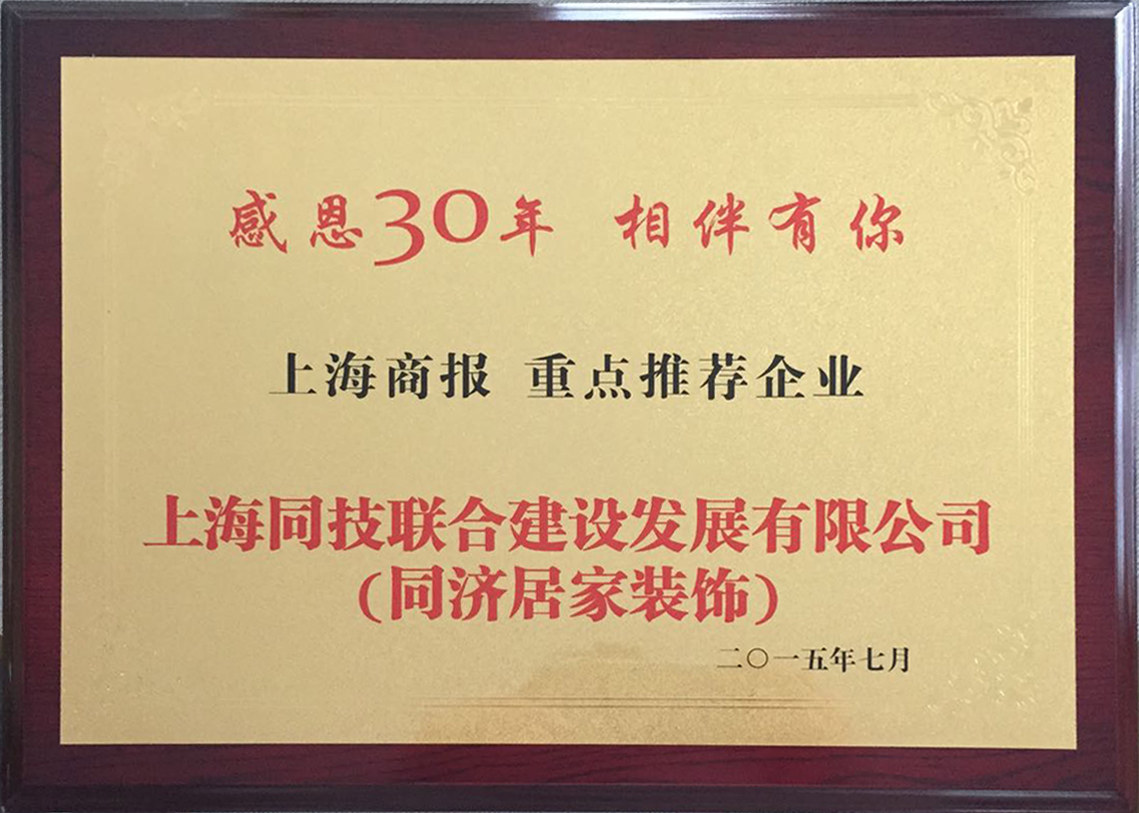 感恩30年 相伴有你
上海商报 重点推荐企业
上海同技联合建设发展有限公司
(同济居家装饰)
二〇一五年七月